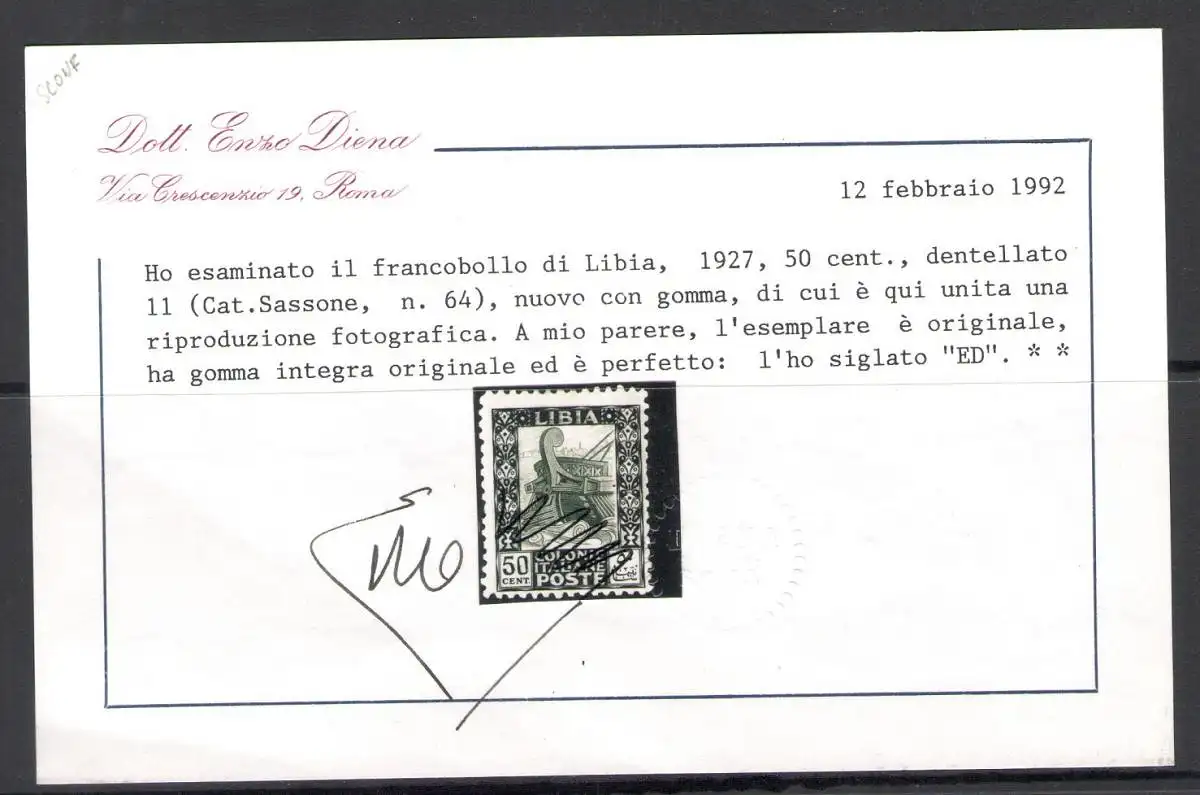 SCONF
Dott. Enzo Diena
Via Crescenzio 19, Roma
12 febbraio 1992
Ho esaminato il francobollo di Libia, 1927, 50 cent., dentellato
11 (Cat.Sassone, n. 64), nuovo con gomma, di cui è qui unita una
riproduzione fotografica. A mio parere, l'esemplare è originale,
ha gomma integra originale ed è perfetto: l'ho siglato "ED". * *
LIBIA
50
CENT.
COLONIE
ITALIANE
POSTE